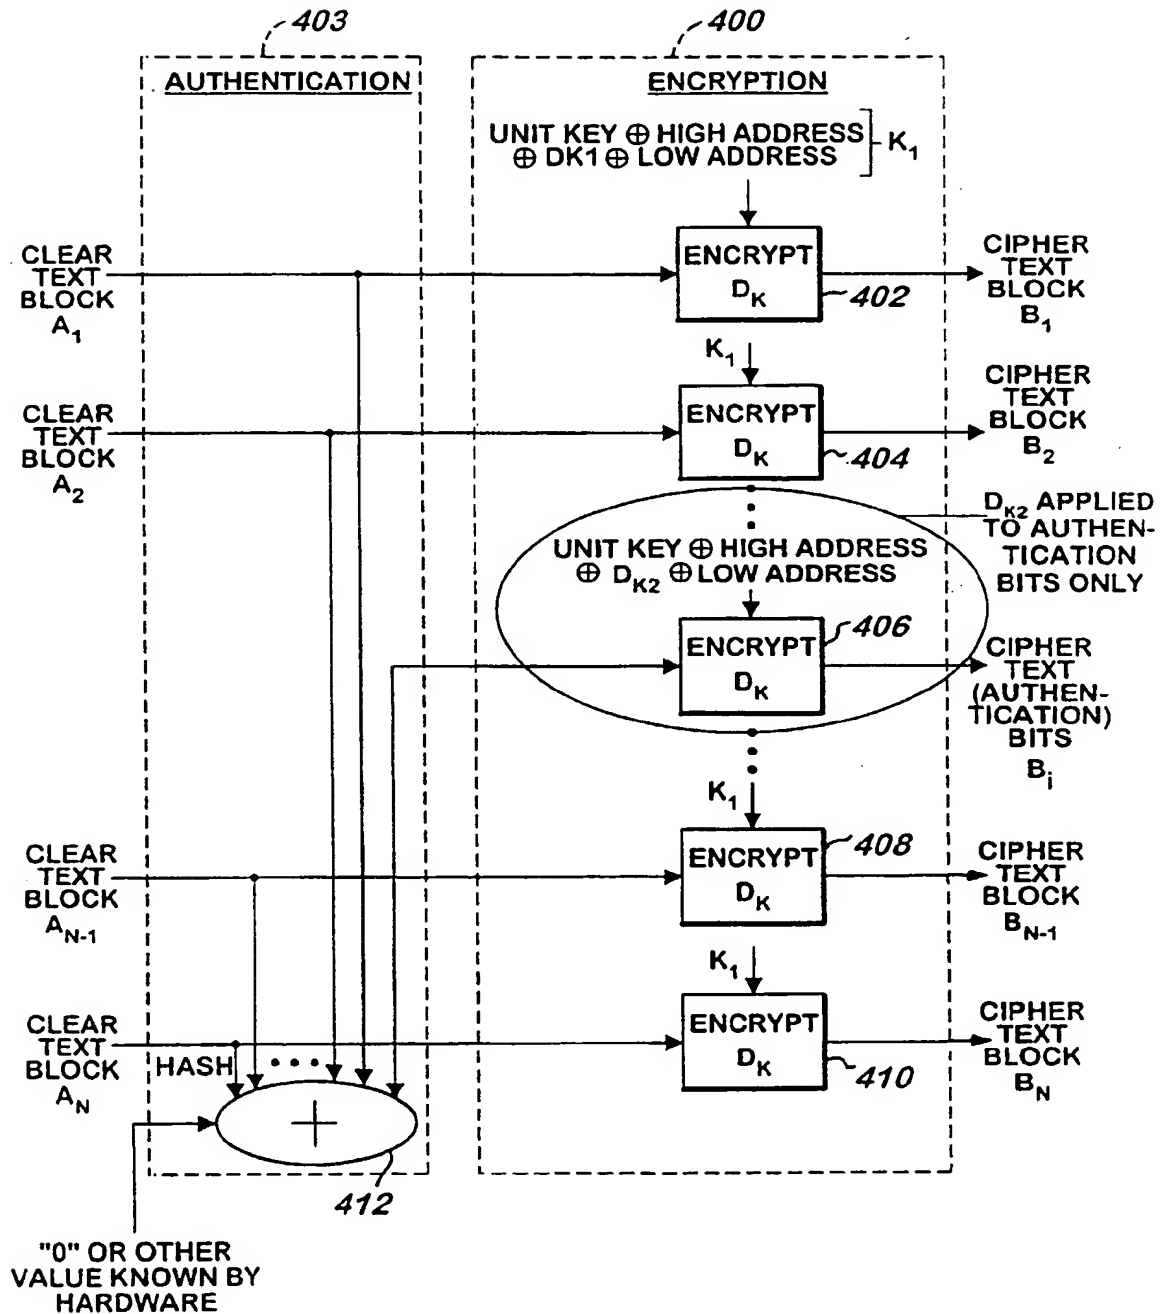 403
400
AUTHENTICATION
ENCRYPTION
UNIT KEY ⊕ HIGH ADDRESS
⊕ DK1 ⊕ LOW ADDRESS
K1
CLEAR
TEXT
BLOCK
A1
ENCRYPT
DK
402
CIPHER
TEXT
BLOCK
B1
K1
CLEAR
TEXT
BLOCK
A2
ENCRYPT
DK
404
CIPHER
TEXT
BLOCK
B2
DK2 APPLIED
TO AUTHEN-
TICATION
BITS ONLY
UNIT KEY ⊕ HIGH ADDRESS
⊕ DK2 ⊕ LOW ADDRESS
ENCRYPT
DK
406
CIPHER
TEXT
(AUTHEN-
TICATION)
BITS
Bi
K1
CLEAR
TEXT
BLOCK
AN-1
ENCRYPT
DK
408
CIPHER
TEXT
BLOCK
BN-1
K1
CLEAR
TEXT
BLOCK
AN
HASH
ENCRYPT
DK
410
CIPHER
TEXT
BLOCK
BN
+
412
"0" OR OTHER
VALUE KNOWN BY
HARDWARE